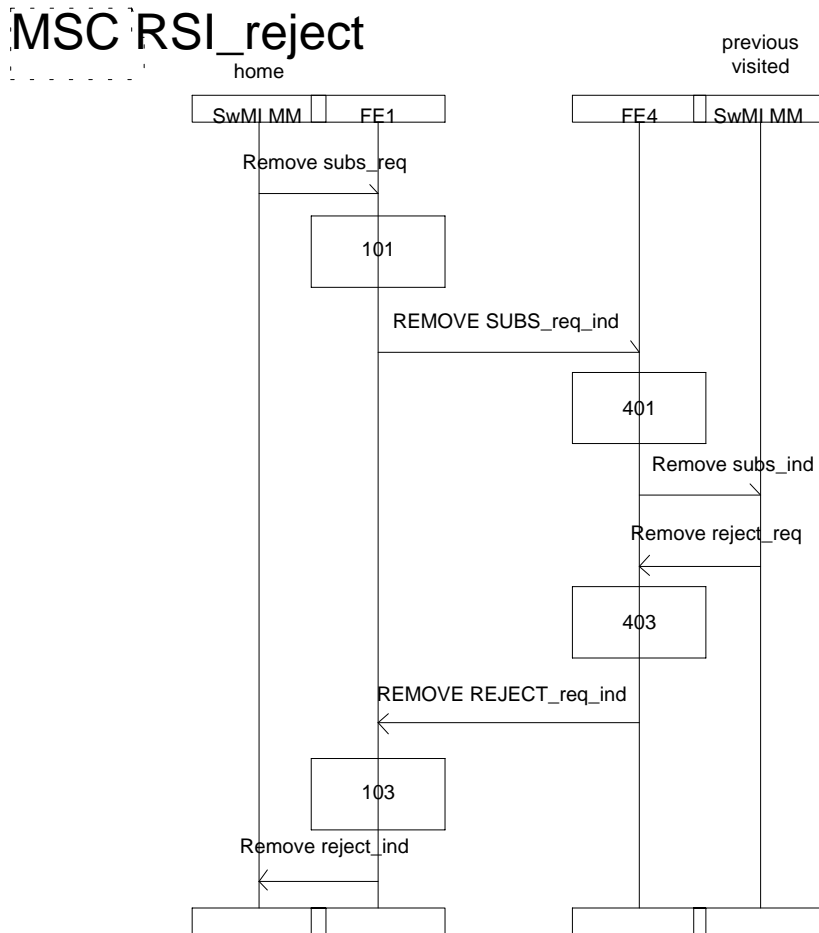 MSC RSI_reject
home
previous
visited
SwMI MM
FE1
FE4
SwMI MM
Remove subs_req
101
REMOVE SUBS_req_ind
401
Remove subs_ind
Remove reject_req
403
REMOVE REJECT_req_ind
103
Remove reject_ind